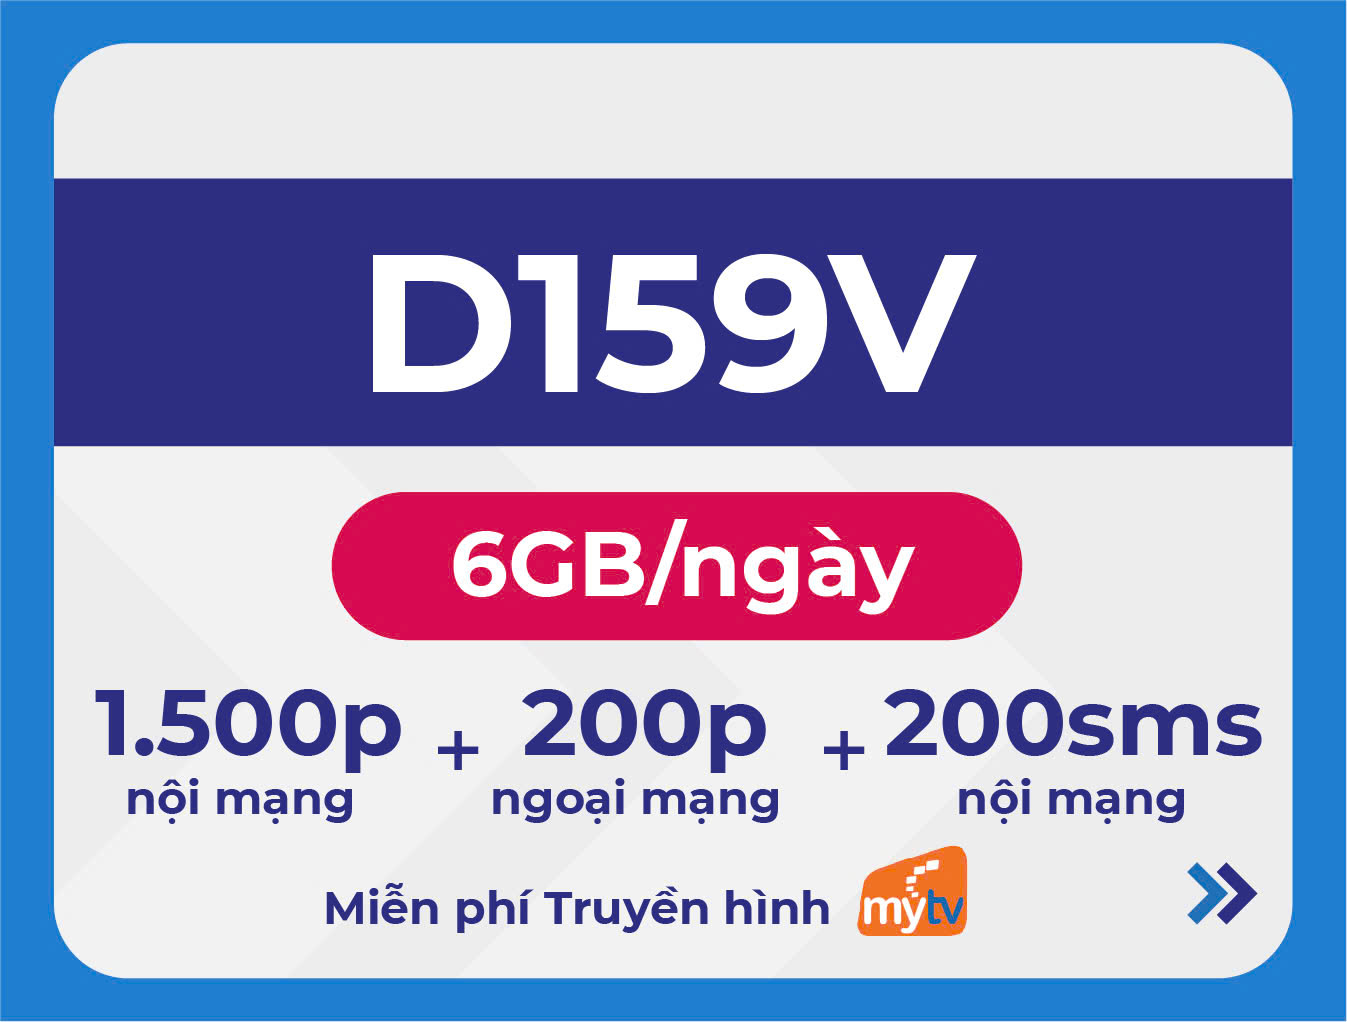 D159V
6GB/ngày
1.500p + 200p + 200sms
nội mạng ngoại mạng nội mạng
Miễn phí Truyền hình mytv